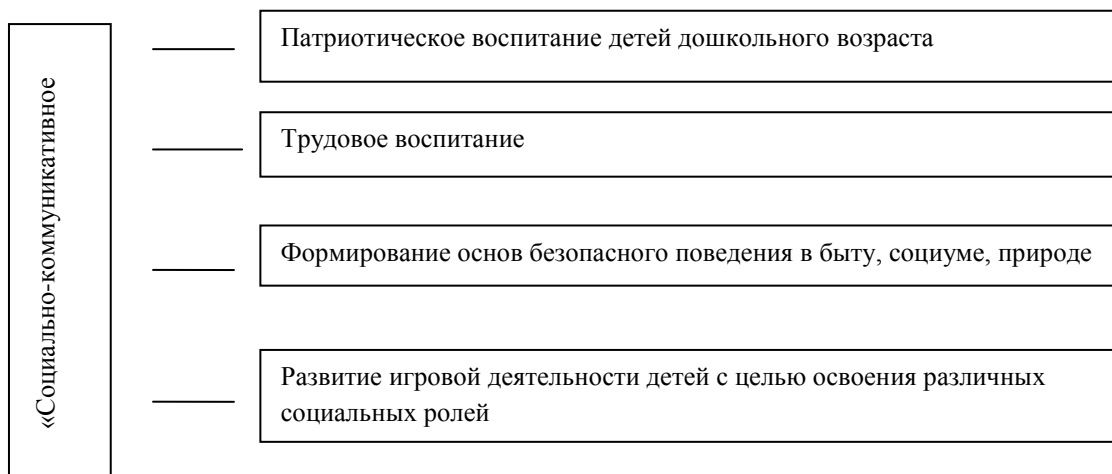 «Социально-коммуникативное
Патриотическое воспитание детей дошкольного возраста
Трудовое воспитание
Формирование основ безопасного поведения в быту, социуме, природе
Развитие игровой деятельности детей с целью освоения различных
социальных ролей